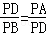 PD/PB = PA/PD